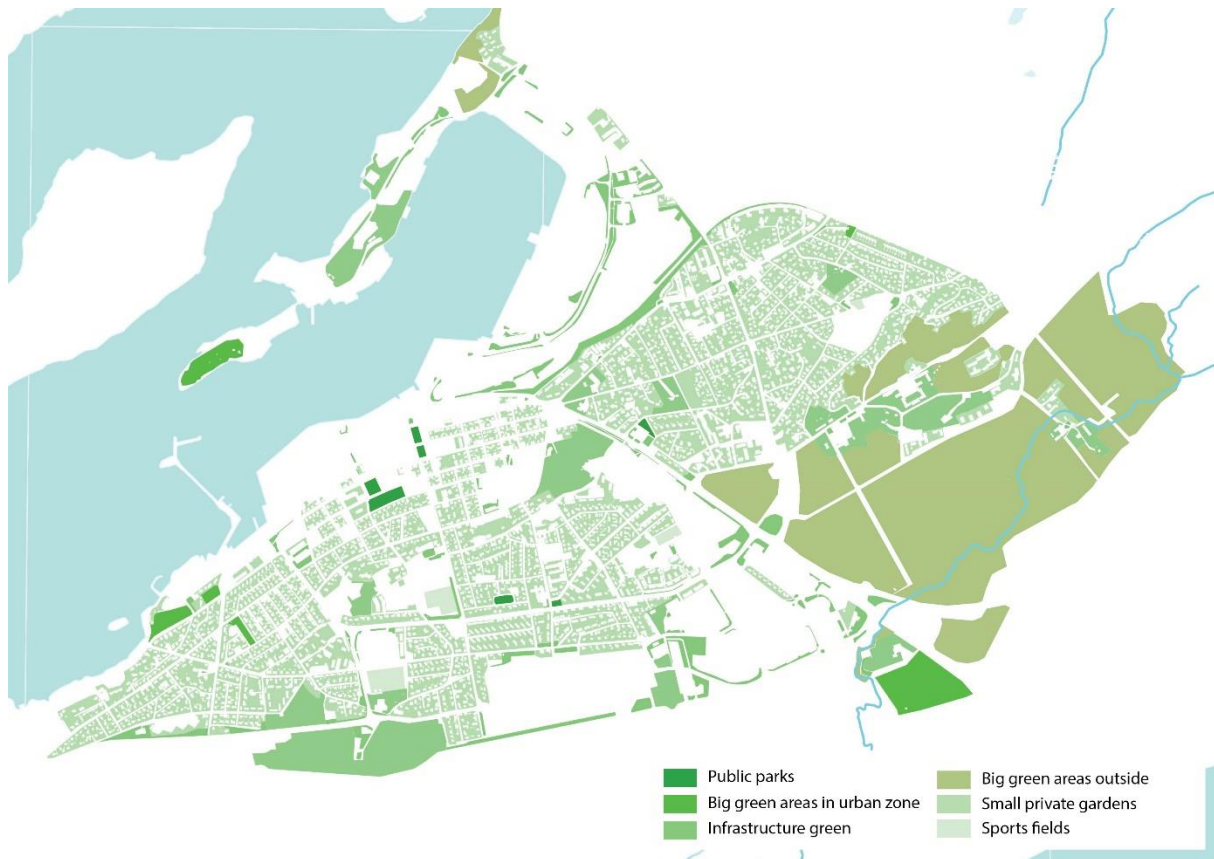 Public parks
Big green areas in urban zone
Infrastructure green
Big green areas outside
Small private gardens
Sports fields